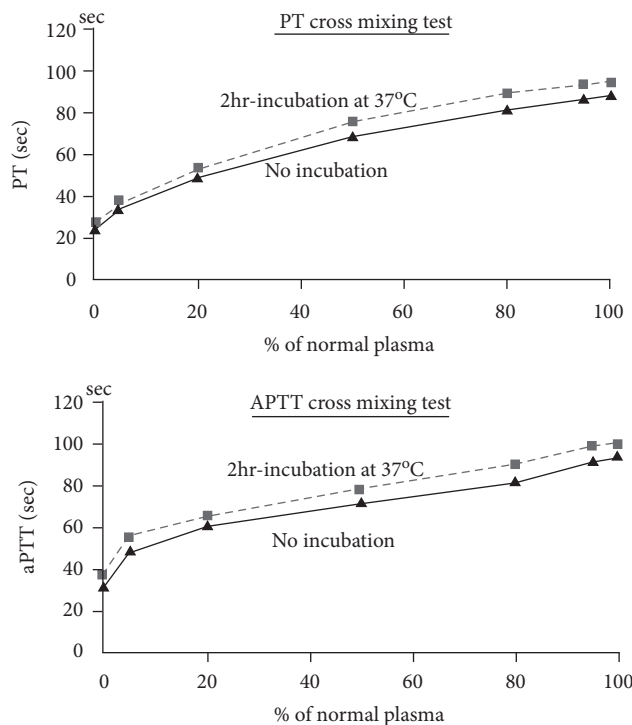 PT cross mixing test
sec
120
100
80
60
40
20
0
PT (sec)
2hr-incubation at 37°C
No incubation
0 20 40 60 80 100
% of normal plasma
APTT cross mixing test
sec
120
100
80
60
40
20
0
aPTT (sec)
2hr-incubation at 37°C
No incubation
0 20 40 60 80 100
% of normal plasma